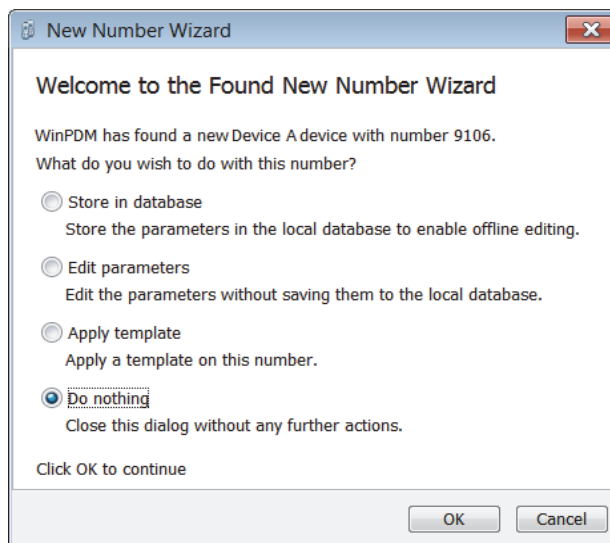 New Number Wizard
Welcome to the Found New Number Wizard
WinPDM has found a new Device A device with number 9106.
What do you wish to do with this number?
Store in database
Store the parameters in the local database to enable offline editing.
Edit parameters
Edit the parameters without saving them to the local database.
Apply template
Apply a template on this number.
Do nothing
Close this dialog without any further actions.
Click OK to continue
OK Cancel